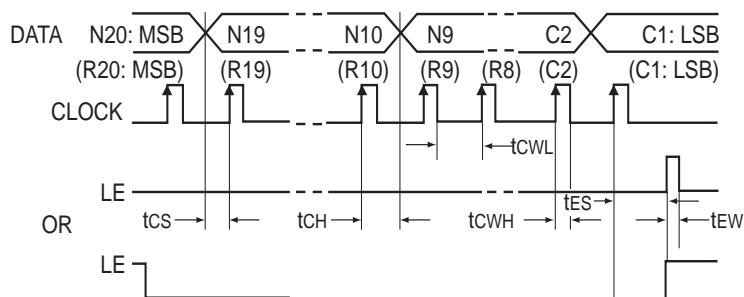 DATA N20: MSB N19 N10 N9 C2 C1: LSB
(R20: MSB) (R19) (R10) (R9) (R8) (C2) (C1: LSB)
CLOCK
tCWL
LE
tCS tCH tCWH tES tEW
OR
LE